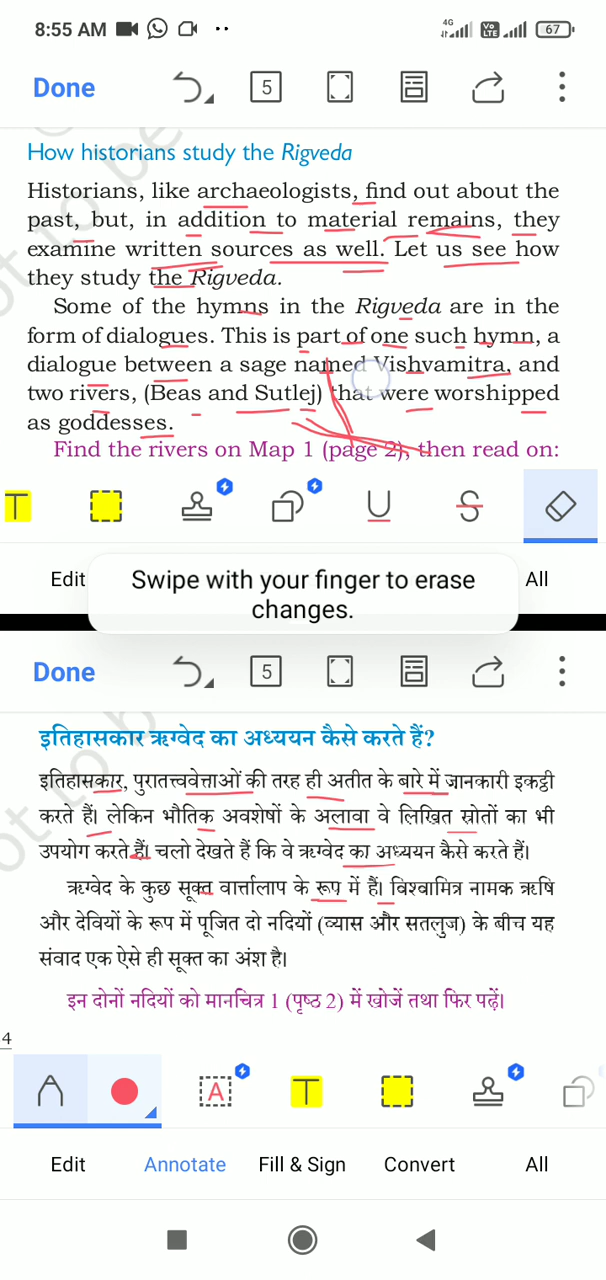 8:55 AM
4G
Vo
LTE
67
Done
5
How historians study the Rigveda
Historians, like archaeologists, find out about the
past, but, in addition to material remains, they
examine written sources as well. Let us see how
they study the Rigveda.
Some of the hymns in the Rigveda are in the
form of dialogues. This is part of one such hymn, a
dialogue between a sage named Vishvamitra, and
two rivers, (Beas and Sutlej) that were worshipped
as goddesses.
Find the rivers on Map 1 (page 2), then read on:
T
U
S
Edit
All
Swipe with your finger to erase
changes.
Done
5
इतिहासकार ऋग्वेद का अध्ययन कैसे करते हैं?
इतिहासकार, पुरातत्त्ववेत्ताओं की तरह ही अतीत के बारे में जानकारी इकट्ठी
करते हैं। लेकिन भौतिक अवशेषों के अलावा वे लिखित स्रोतों का भी
उपयोग करते हैं। चलो देखते हैं कि वे ऋग्वेद का अध्ययन कैसे करते हैं।
ऋग्वेद के कुछ सूक्त वार्त्तालाप के रूप में हैं। विश्वामित्र नामक ऋषि
और देवियों के रूप में पूजित दो नदियों (व्यास और सतलुज) के बीच यह
संवाद एक ऐसे ही सूक्त का अंश है।
इन दोनों नदियों को मानचित्र 1 (पृष्ठ 2) में खोजें तथा फिर पढ़ें।
4
A
T
Edit
Annotate
Fill & Sign
Convert
All